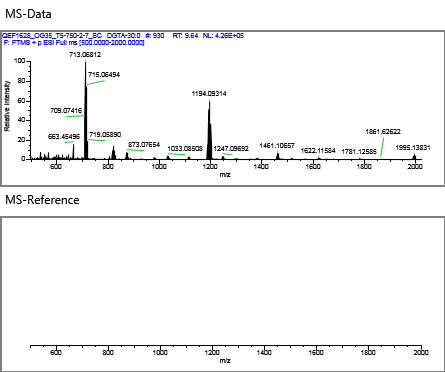 MS-Data
QEF1628_OG35_T5-750-2-7_BC DGTA-30:0 #: 930 RT: 9.64 NL: 4.26E+05
F: FTMS + p ESI Full ms [500.0000-2000.0000]
713.06812
715.06494
1194.09314
709.07416
719.05890
663.45496
873.07654
1033.08508
1247.09692
1461.10657
1622.11584
1781.12585
1861.62622
1995.13831
Relative Intensity
100
80
60
40
20
0
600 800 1000 1200 1400 1600 1800 2000
m/z
MS-Reference
600 800 1000 1200 1400 1600 1800 2000
m/z